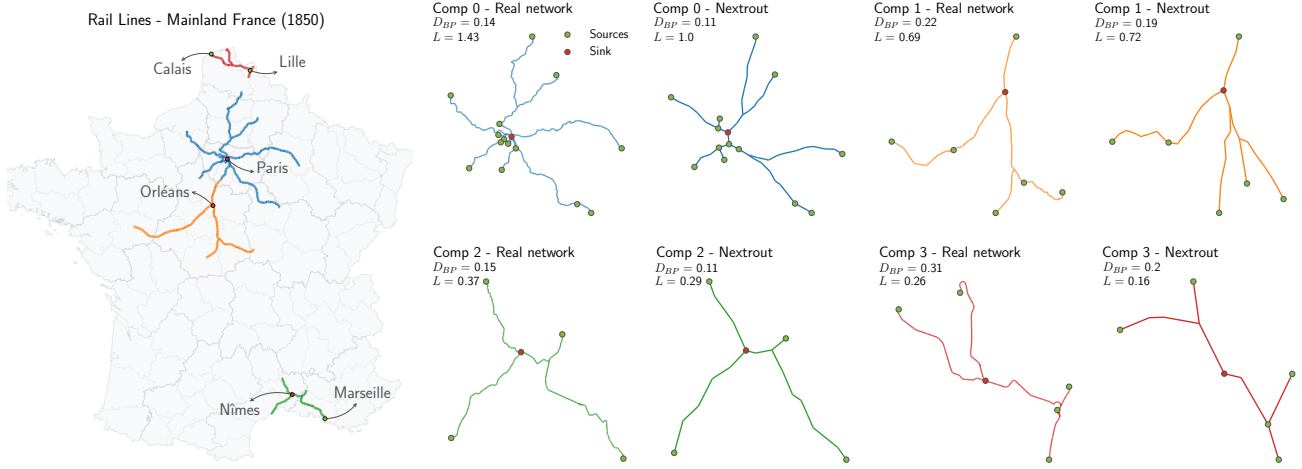 Rail Lines - Mainland France (1850)
Calais
Lille
Paris
Orléans
Nîmes
Marseille
Comp 0 - Real network
D_BP = 0.14
L = 1.43
Sources
Sink
Comp 0 - Nextrout
D_BP = 0.11
L = 1.0
Comp 1 - Real network
D_BP = 0.22
L = 0.69
Comp 1 - Nextrout
D_BP = 0.19
L = 0.72
Comp 2 - Real network
D_BP = 0.15
L = 0.37
Comp 2 - Nextrout
D_BP = 0.11
L = 0.29
Comp 3 - Real network
D_BP = 0.31
L = 0.26
Comp 3 - Nextrout
D_BP = 0.2
L = 0.16